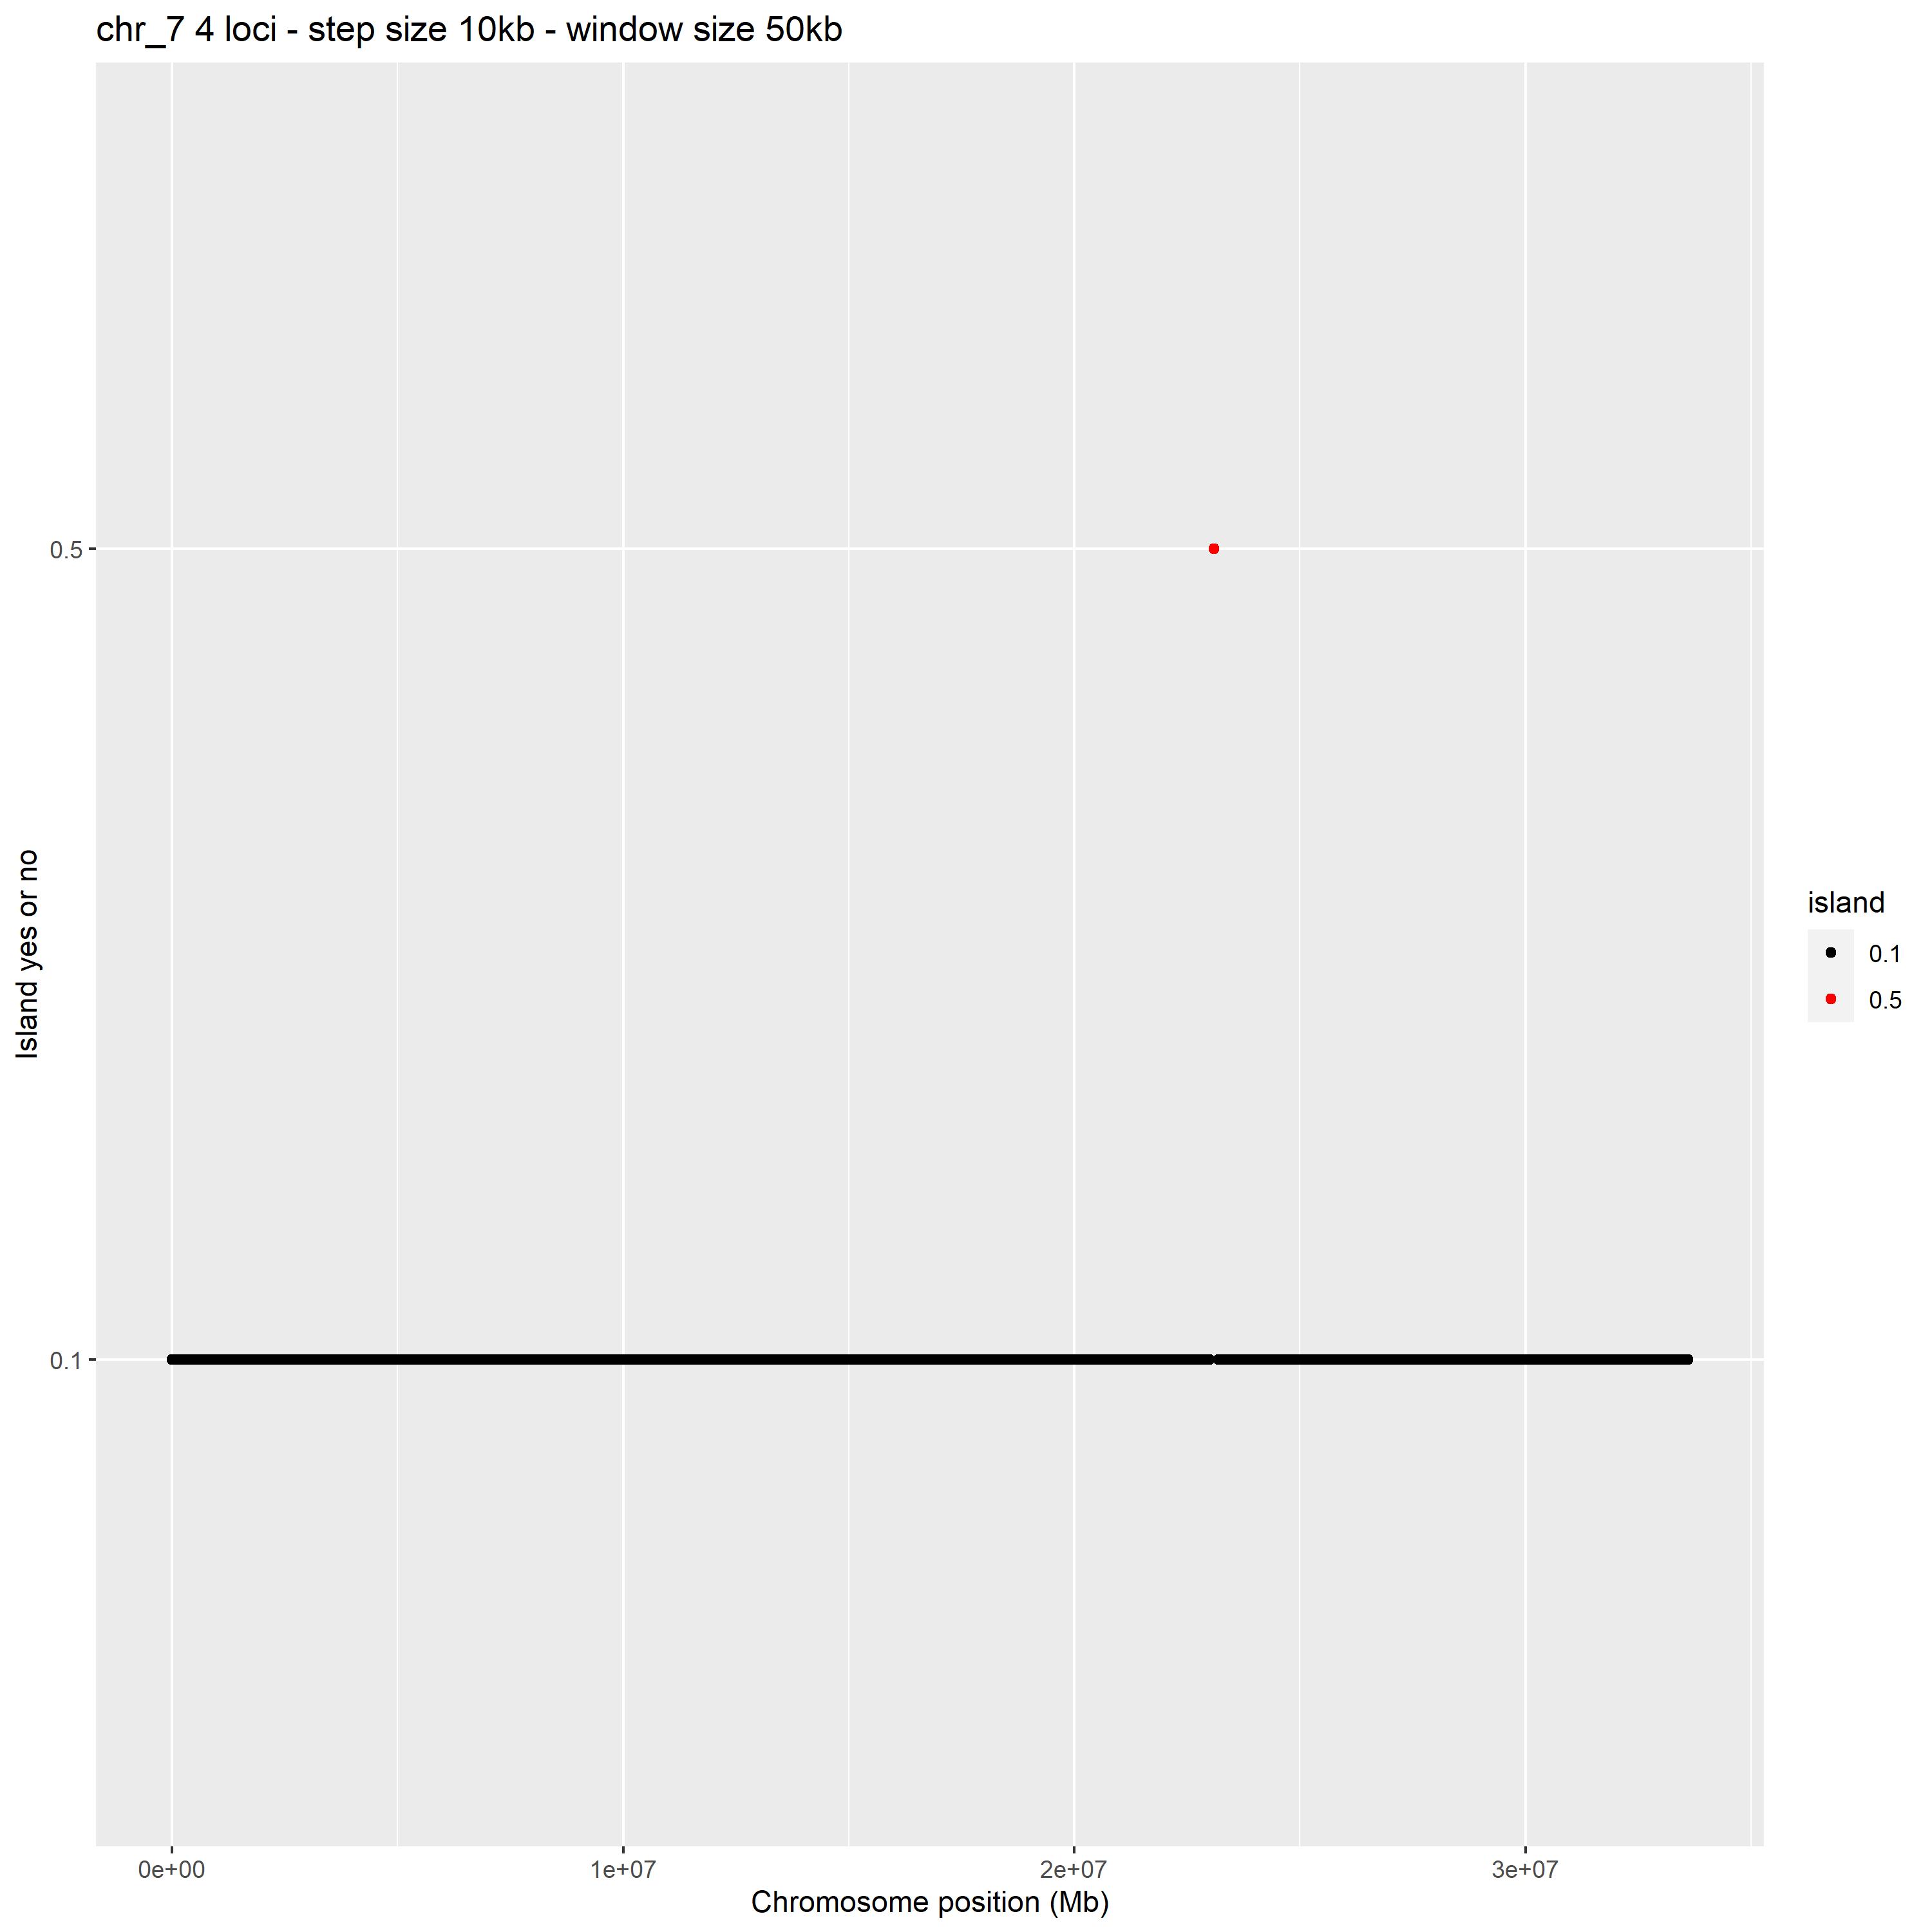 chr_7 4 loci - step size 10kb - window size 50kb
Island yes or no
0.5
0.1
island
0.1
0.5
0e+00 1e+07 2e+07 3e+07
Chromosome position (Mb)